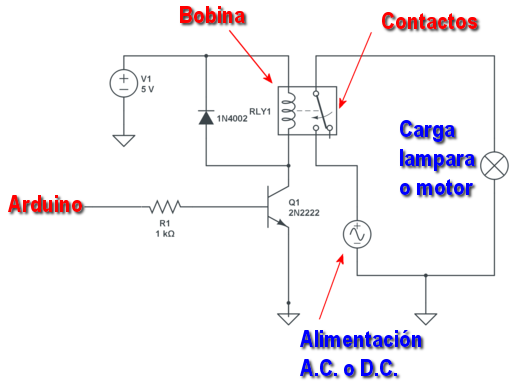 Bobina
Contactos
V1
5 V
1N4002
RLY1
Carga
lampara
o motor
Arduino
R1
1 kΩ
Q1
2N2222
Alimentación
A.C. o D.C.